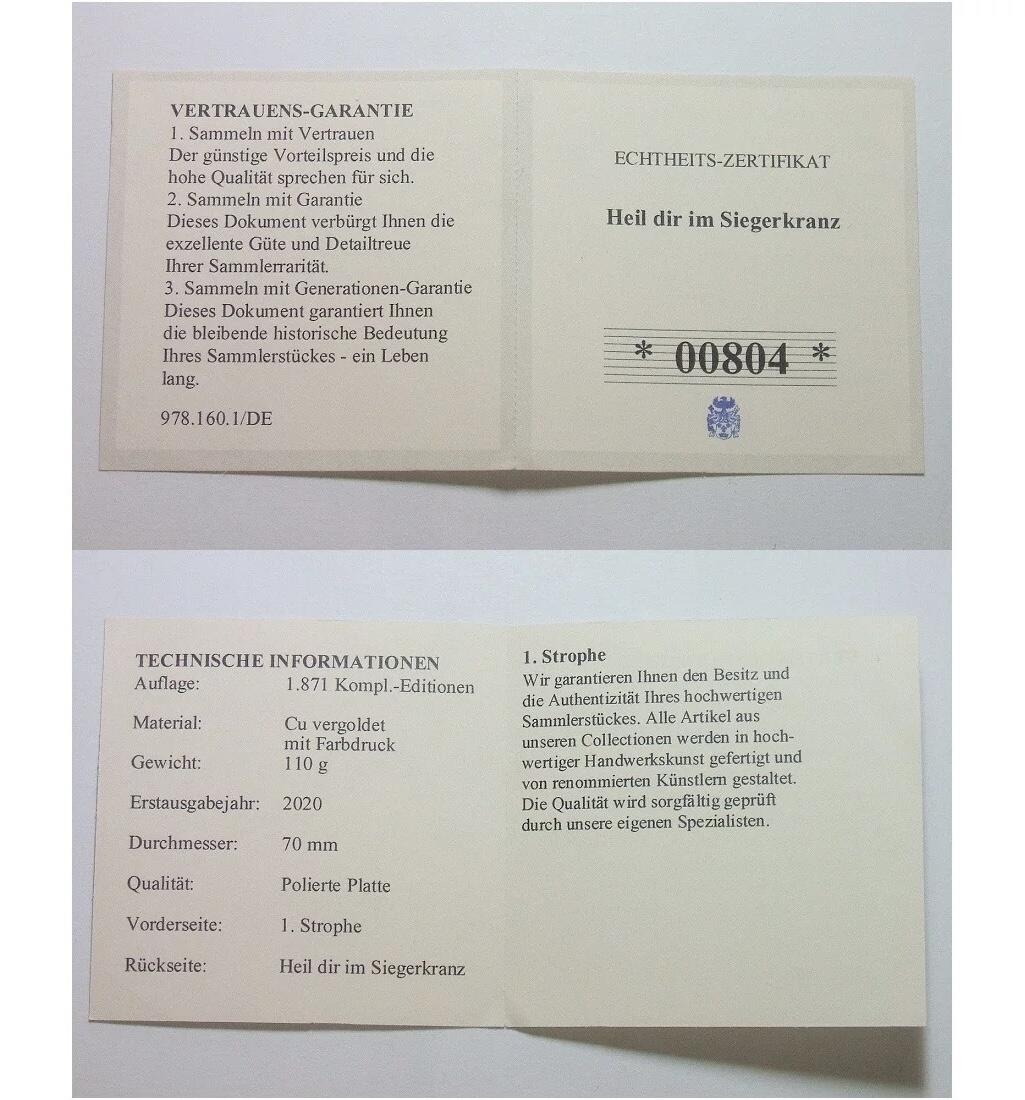 VERTRAUENS-GARANTIE
1. Sammeln mit Vertrauen
Der günstige Vorteilspreis und die
hohe Qualität sprechen für sich.
2. Sammeln mit Garantie
Dieses Dokument verbürgt Ihnen die
exzellente Güte und Detailtreue
Ihrer Sammlerrarität.
3. Sammeln mit Generationen-Garantie
Dieses Dokument garantiert Ihnen
die bleibende historische Bedeutung
Ihres Sammlerstückes - ein Leben
lang.
978.160.1/DE
ECHTHEITS-ZERTIFIKAT
Heil dir im Siegerkranz
* 00804 *
TECHNISCHE INFORMATIONEN
Auflage: 1.871 Kompl.-Editionen
Material: Cu vergoldet
mit Farbdruck
Gewicht: 110 g
Erstausgabejahr: 2020
Durchmesser: 70 mm
Qualität: Polierte Platte
Vorderseite: 1. Strophe
Rückseite: Heil dir im Siegerkranz
1. Strophe
Wir garantieren Ihnen den Besitz und
die Authentizität Ihres hochwertigen
Sammlerstückes. Alle Artikel aus
unseren Collectionen werden in hoch-
wertiger Handwerkskunst gefertigt und
von renommierten Künstlern gestaltet.
Die Qualität wird sorgfältig geprüft
durch unsere eigenen Spezialisten.